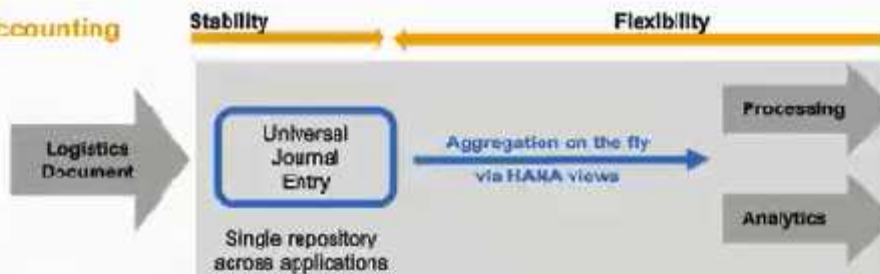 ccounting
Stability
Flexibility
Logistics
Document
Universal
Journal
Entry
Single repository
across applications
Aggregation on the fly
via HANA views
Processing
Analytics